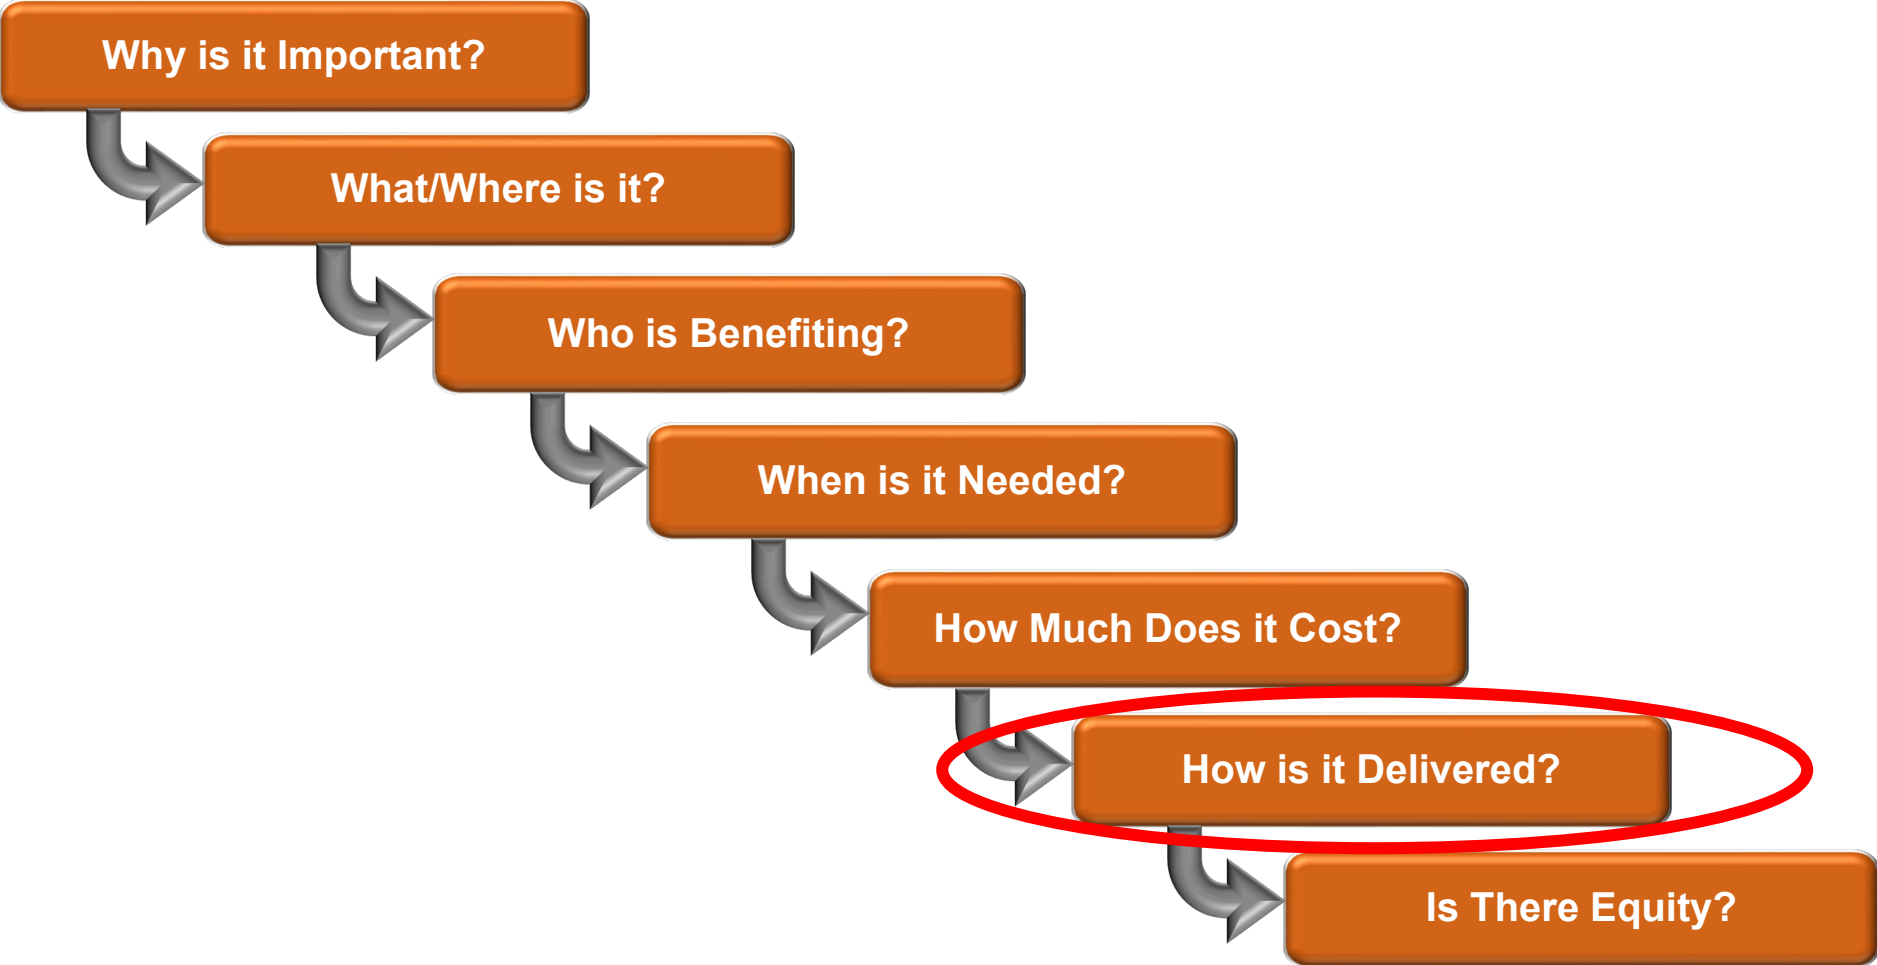 Why is it Important?
What/Where is it?
Who is Benefiting?
When is it Needed?
How Much Does it Cost?
How is it Delivered?
Is There Equity?